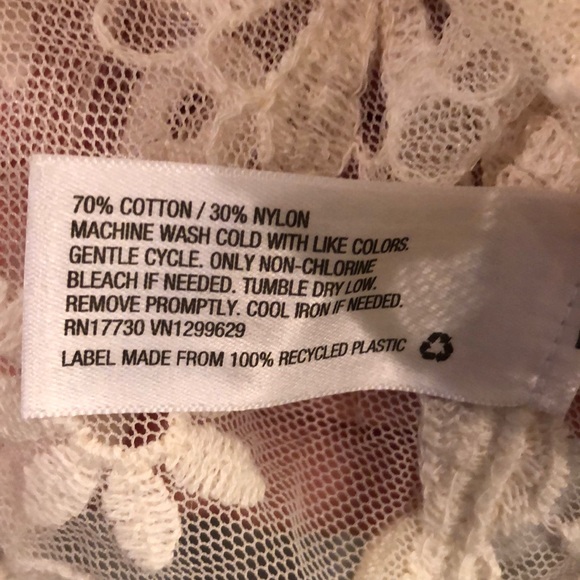 70% COTTON / 30% NYLON
MACHINE WASH COLD WITH LIKE COLORS.
GENTLE CYCLE. ONLY NON-CHLORINE
BLEACH IF NEEDED. TUMBLE DRY LOW.
REMOVE PROMPTLY. COOL IRON IF NEEDED.
RN17730 VN1299629
LABEL MADE FROM 100% RECYCLED PLASTIC